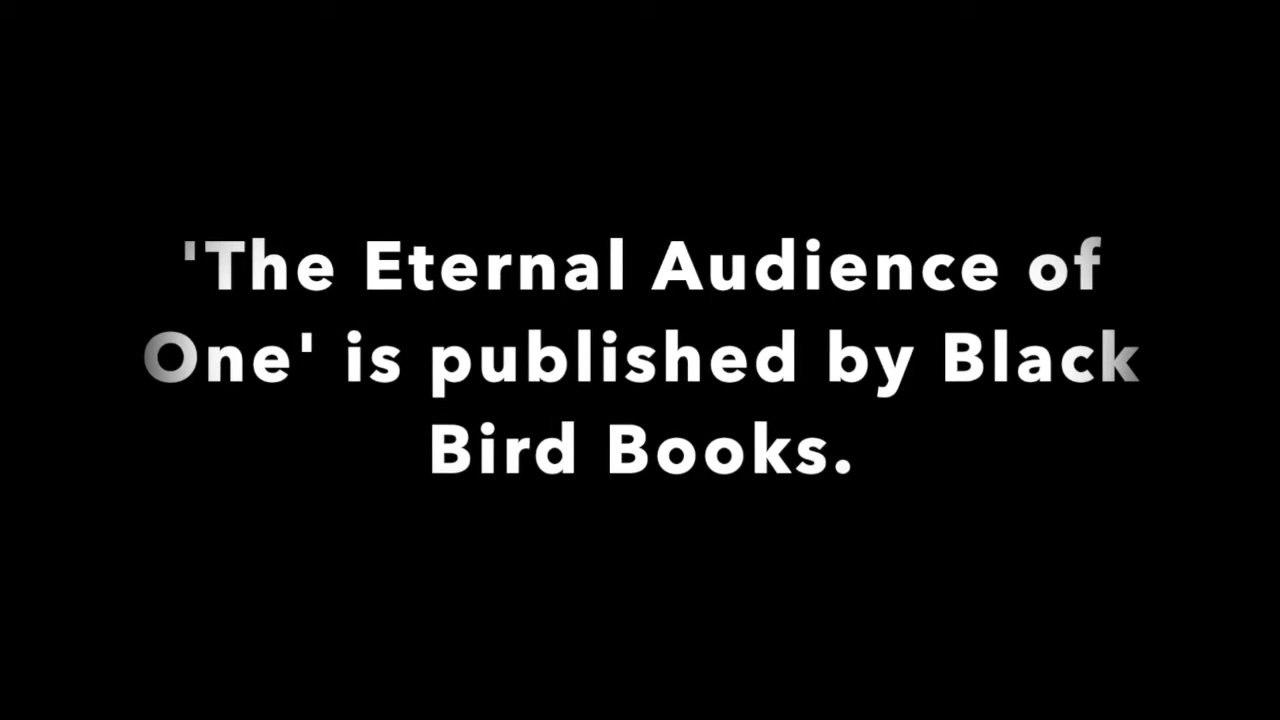 'The Eternal Audience of
One' is published by Black
Bird Books.